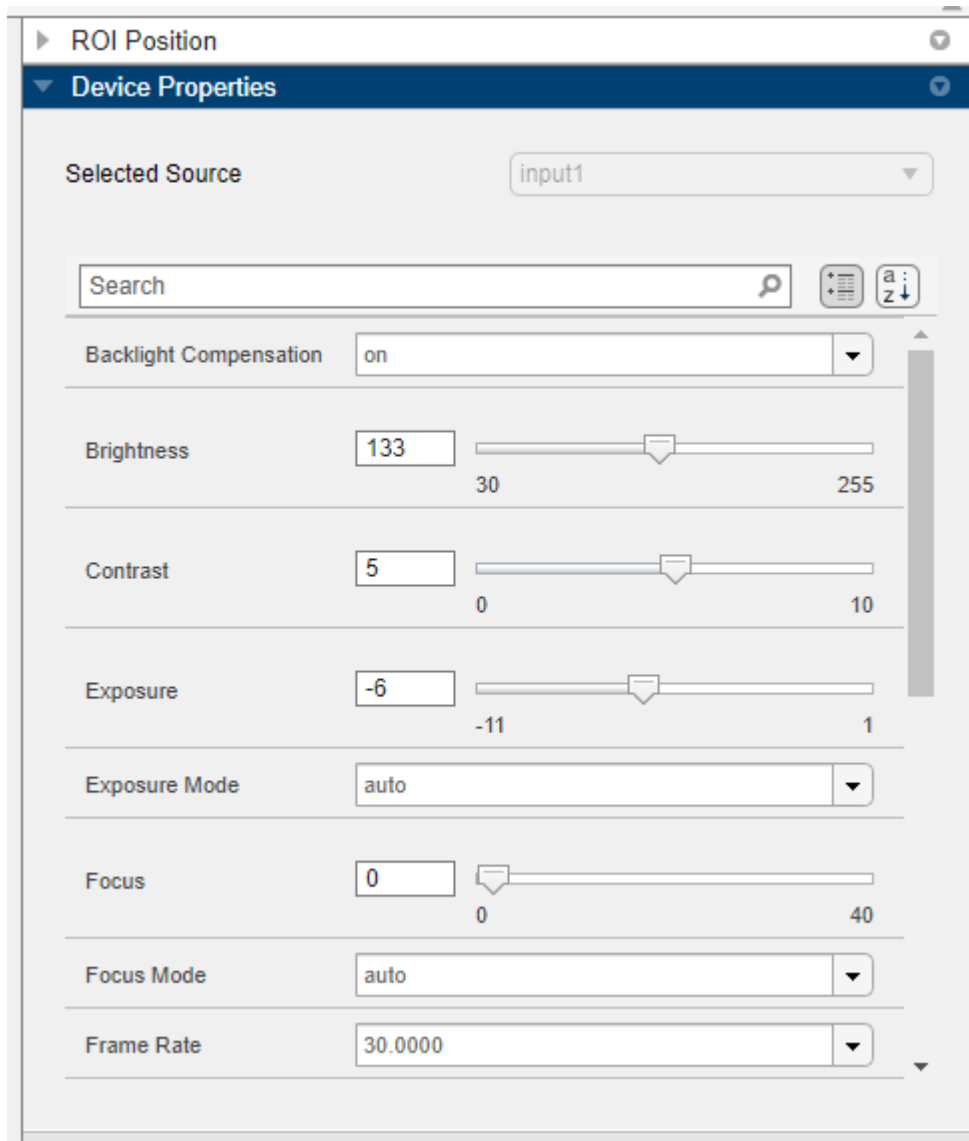 ROI Position
Device Properties
Selected Source input1
Search
a
z
Backlight Compensation on
Brightness 133
30 255
Contrast 5
0 10
Exposure -6
-11 1
Exposure Mode auto
Focus 0
0 40
Focus Mode auto
Frame Rate 30.0000